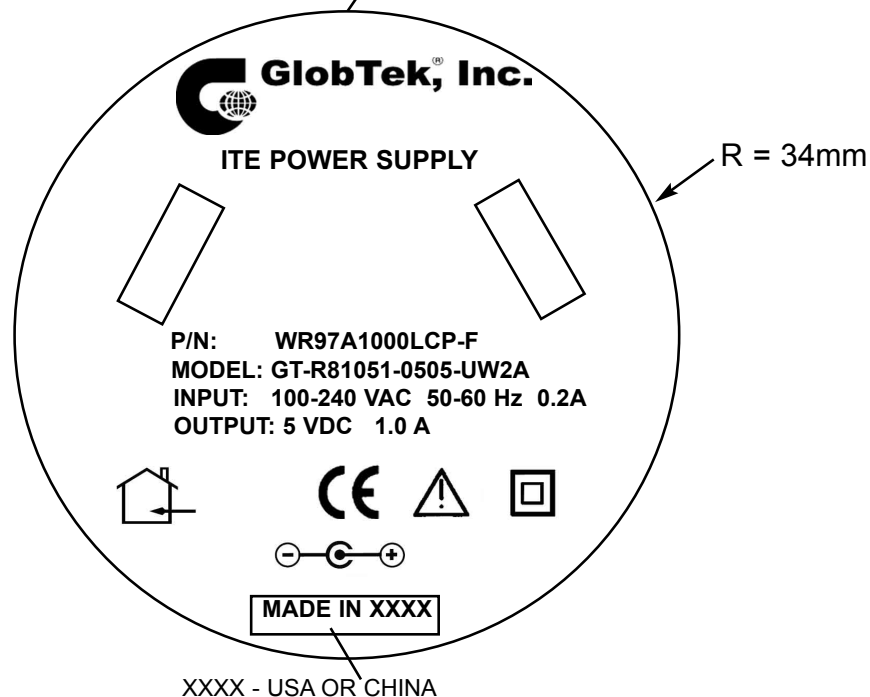 GlobTek,® Inc.
ITE POWER SUPPLY
R = 34mm
P/N: WR97A1000LCP-F
MODEL: GT-R81051-0505-UW2A
INPUT: 100-240 VAC 50-60 Hz 0.2A
OUTPUT: 5 VDC 1.0 A
CE
MADE IN XXXX
XXXX - USA OR CHINA